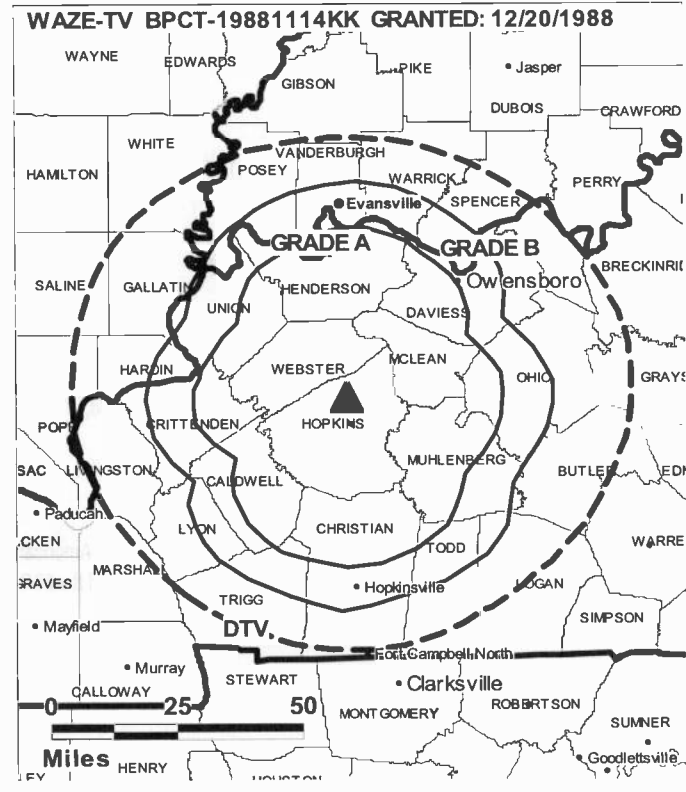 WAZE-TV BPCT-19881114KK GRANTED: 12/20/1988
WAYNE
EDWARDS
GIBSON
PIKE
Jasper
DUBOIS
CRAWFORD
WHITE
VANDERBURGH
HAMILTON
POSEY
WARRICK
SPENCER
PERRY
Evansville
GRADE A
GRADE B
BRECKINRI
SALINE
GALLATIN
UNION
HENDERSON
Owensboro
DAVIESS
HARDIN
WEBSTER
MCLEAN
OHIO
GRAYS
POPE
CRITTENDEN
HOPKINS
SAC
LIVINGSTON
CALDWELL
MUHLENBERG
BUTLER
EDM
Paducah
CKEN
LYON
CHRISTIAN
TODD
WARRE
GRAVES
MARSHALL
TRIGG
Hopkinsville
LOGAN
SIMPSON
Mayfield
DTV
Fort Campbell North
Murray
STEWART
Clarksville
CALLOWAY
0 25 50
MONTGOMERY
ROBERTSON
SUMNER
Miles
HENRY
Goodlettsville
EY
HOUSTON